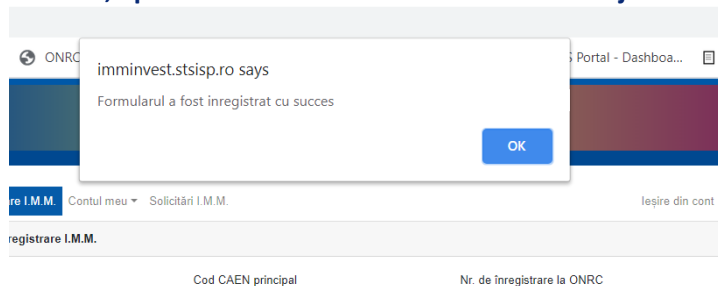 ONRC
imminvest.stsisp.ro says
Portal - Dashboa...
Formularul a fost inregistrat cu succes
OK
re I.M.M. Contul meu Solicitări I.M.M. Ieșire din cont
registrare I.M.M.
Cod CAEN principal Nr. de înregistrare la ONRC